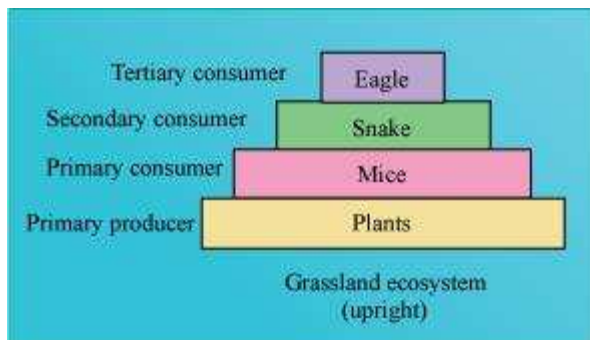 Tertiary consumer Eagle
Secondary consumer Snake
Primary consumer Mice
Primary producer Plants
Grassland ecosystem
(upright)